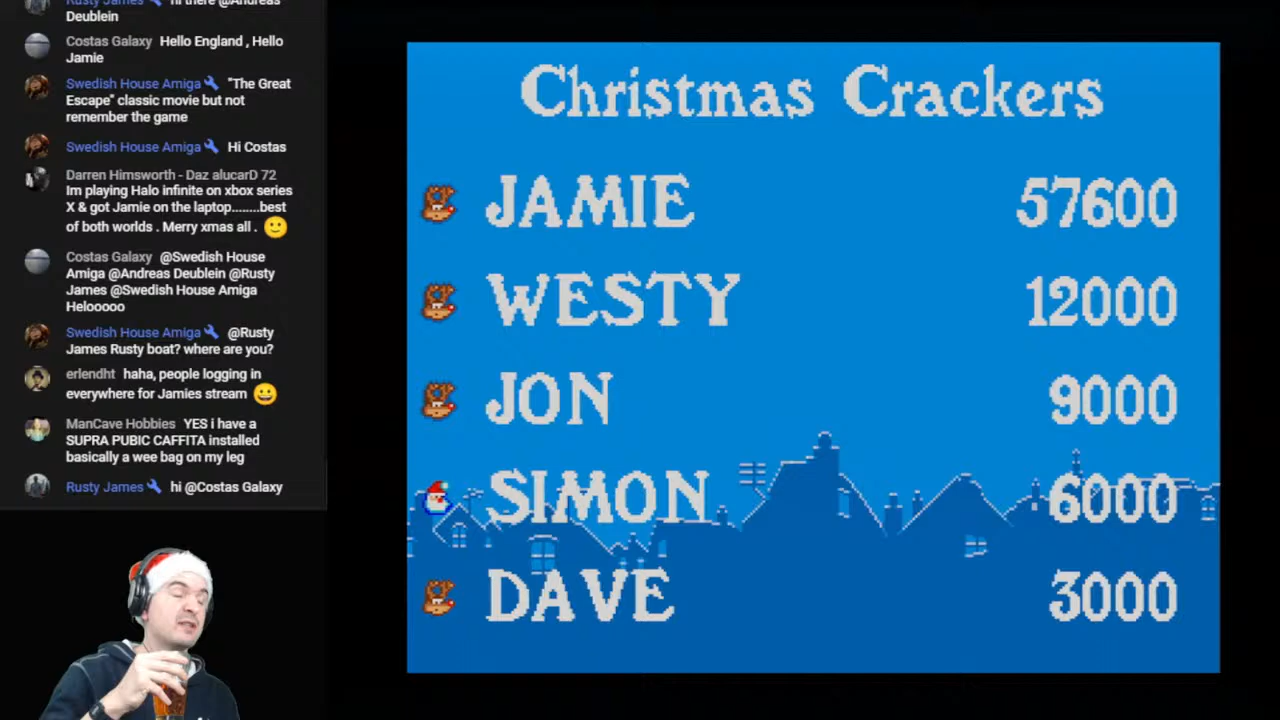 Rusty James hi there @Andreas
Deublein
Costas Galaxy Hello England , Hello
Jamie
Swedish House Amiga "The Great
Escape" classic movie but not
remember the game
Swedish House Amiga Hi Costas
Darren Himsworth - Daz alucarD 72
Im playing Halo infinite on xbox series
X & got Jamie on the laptop........best
of both worlds . Merry xmas all .
Costas Galaxy @Swedish House
Amiga @Andreas Deublein @Rusty
James @Swedish House Amiga
Helooooo
Swedish House Amiga @Rusty
James Rusty boat? where are you?
erlendht haha, people logging in
everywhere for Jamies stream
ManCave Hobbies YES i have a
SUPRA PUBIC CAFFITA installed
basically a wee bag on my leg
Rusty James hi @Costas Galaxy
Christmas Crackers
JAMIE 57600
WESTY 12000
JON 9000
SIMON 6000
DAVE 3000